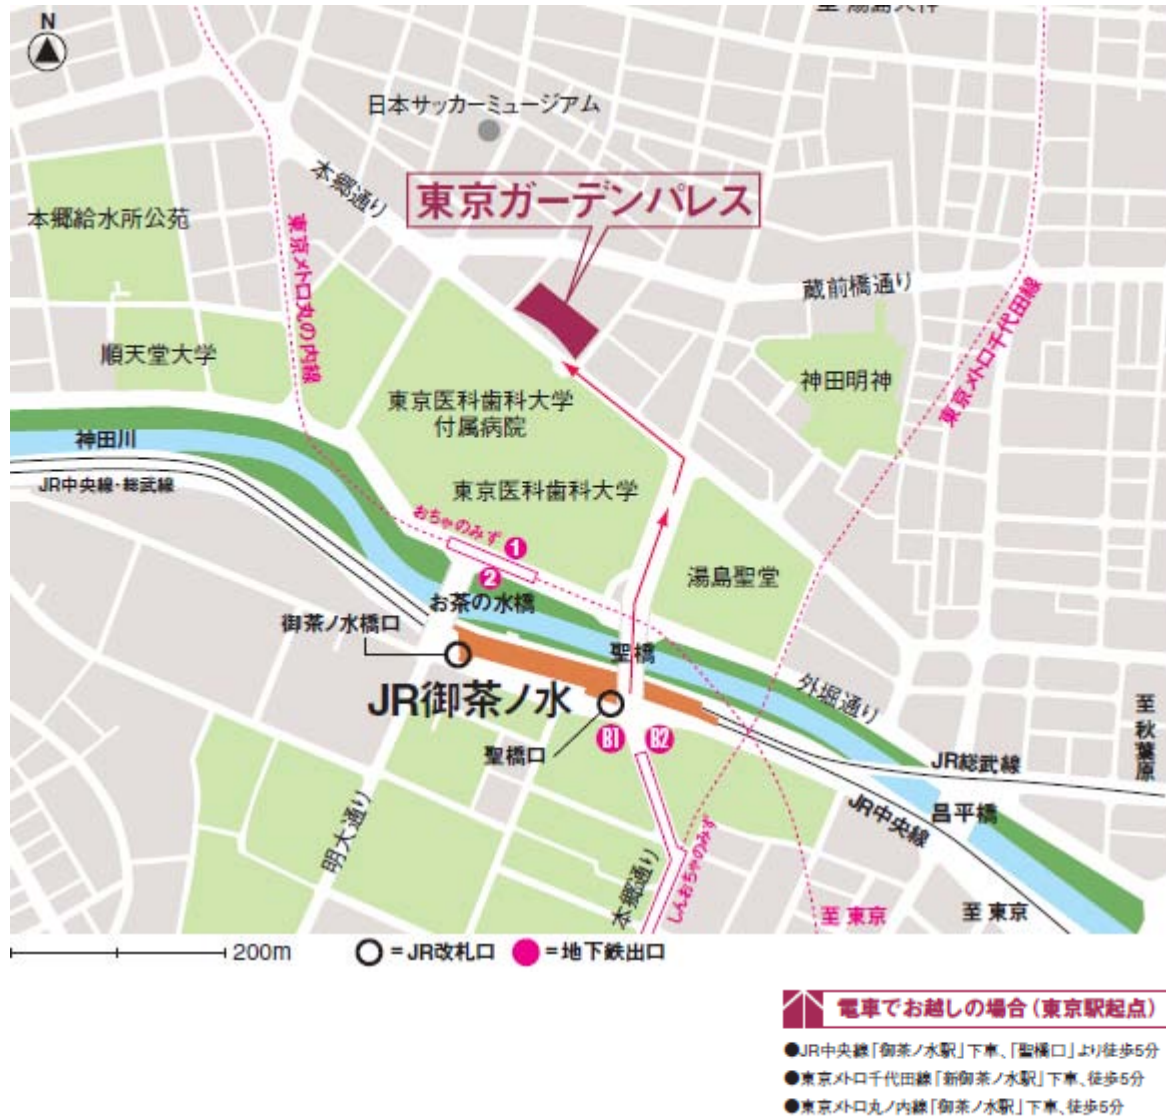 N
日本サッカーミュージアム
本郷通り
東京ガーデンパレス
本郷給水所公苑
東京メトロ丸の内線
蔵前橋通り
東京メトロ千代田線
順天堂大学
神田明神
東京医科歯科大学
付属病院
神田川
JR中央線・総武線
東京医科歯科大学
おちゃのみず
1
2
湯島聖堂
お茶の水橋
御茶ノ水橋口
聖橋
JR御茶ノ水
外堀通り
至秋葉原
B1
B2
聖橋口
JR総武線
JR中央線
昌平橋
明大通り
本郷通り
しんおちゃのみず
至 東京
至 東京
200m
=JR改札口
=地下鉄出口
電車でお越しの場合(東京駅起点)
●JR中央線「御茶ノ水駅」下車、「聖橋口」より徒歩5分
●東京メトロ千代田線「新御茶ノ水駅」下車、徒歩5分
●東京メトロ丸ノ内線「御茶ノ水駅」下車、徒歩5分